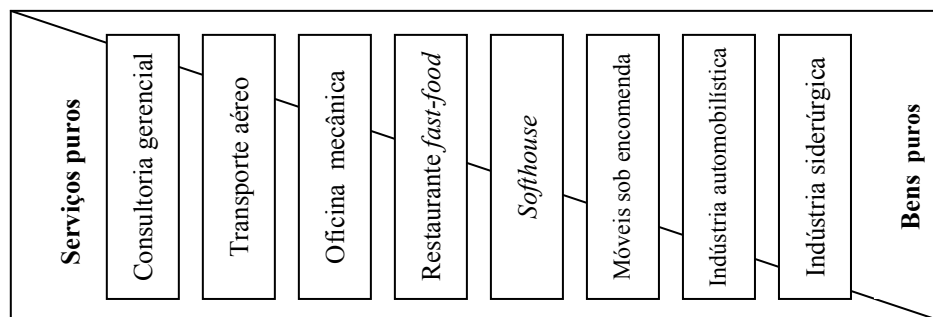 Serviços puros
Consultoria gerencial
Transporte aéreo
Oficina mecânica
Restaurante fast-food
Softhouse
Móveis sob encomenda
Indústria automobilística
Indústria siderúrgica
Bens puros